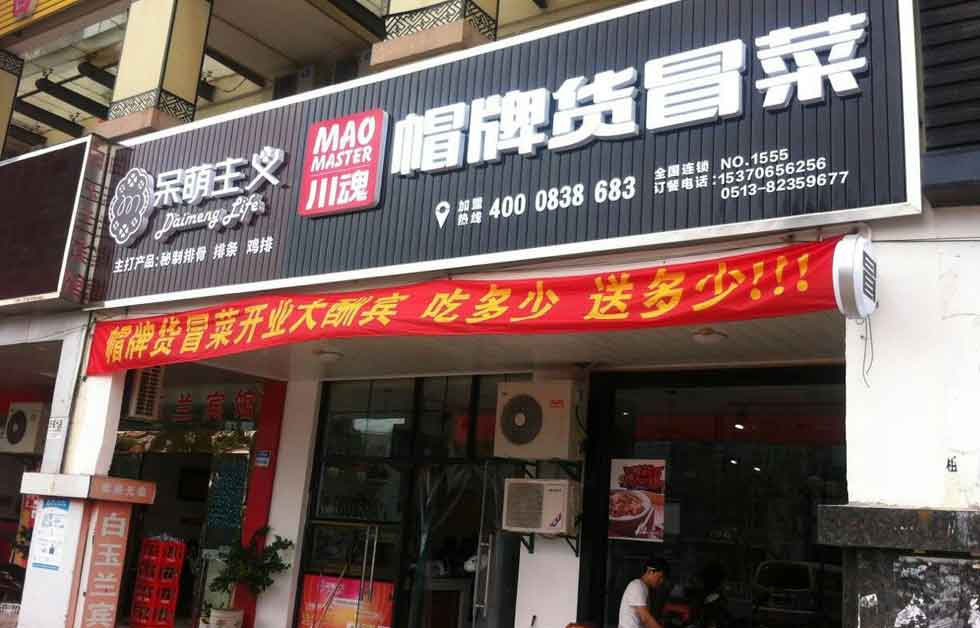 呆萌主义
Daimeng Life
主打产品:秘制排骨 排条 鸡排
MAO
MASTER
川魂
帽牌货冒菜
加盟
热线
400 0838 683
全国连锁 NO.1555
订餐电话:15370656256
0513-82359677
帽牌货冒菜开业大酬宾 吃多少 送多少!!!
兰宾馆
白玉兰宾
租